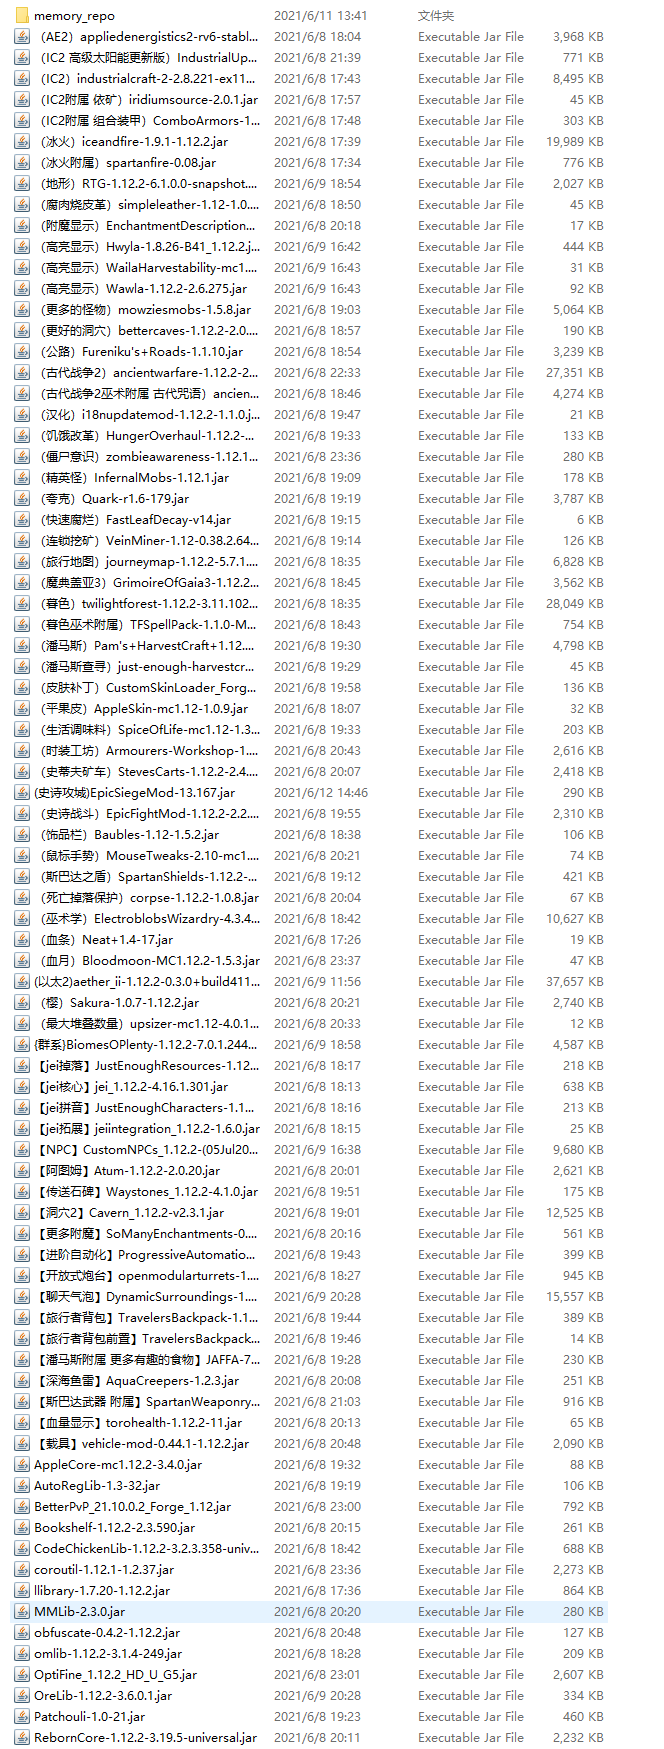 memory_repo 2021/6/11 13:41 文件夹
（AE2）appliedenergistics2-rv6-stabl... 2021/6/8 18:04 Executable Jar File 3,968 KB
（IC2 高级太阳能更新版）IndustrialUp... 2021/6/8 21:39 Executable Jar File 771 KB
（IC2）industrialcraft-2-2.8.221-ex11... 2021/6/8 17:43 Executable Jar File 8,495 KB
（IC2附属 依矿）iridiumsource-2.0.1.jar 2021/6/8 17:57 Executable Jar File 45 KB
（IC2附属 组合装甲）ComboArmors-1... 2021/6/8 17:48 Executable Jar File 303 KB
（冰火）iceandfire-1.9.1-1.12.2.jar 2021/6/8 17:39 Executable Jar File 19,989 KB
（冰火附属）spartanfire-0.08.jar 2021/6/8 17:34 Executable Jar File 776 KB
（地形）RTG-1.12.2-6.1.0.0-snapshot.... 2021/6/9 18:54 Executable Jar File 2,027 KB
（腐肉烧皮革）simpleleather-1.12-1.0.... 2021/6/8 18:50 Executable Jar File 45 KB
（附魔显示）EnchantmentDescription... 2021/6/8 20:18 Executable Jar File 17 KB
（高亮显示）Hwyla-1.8.26-B41_1.12.2.j... 2021/6/9 16:42 Executable Jar File 444 KB
（高亮显示）WailaHarvestability-mc1.... 2021/6/9 16:43 Executable Jar File 31 KB
（高亮显示）Wawla-1.12.2-2.6.275.jar 2021/6/9 16:43 Executable Jar File 92 KB
（更多的怪物）mowziesmobs-1.5.8.jar 2021/6/8 19:03 Executable Jar File 5,064 KB
（更好的洞穴）bettercaves-1.12.2-2.0.... 2021/6/8 18:57 Executable Jar File 190 KB
（公路）Fureniku's+Roads-1.1.10.jar 2021/6/8 18:54 Executable Jar File 3,239 KB
（古代战争2）ancientwarfare-1.12.2-2... 2021/6/8 22:33 Executable Jar File 27,351 KB
（古代战争2巫术附属 古代咒语）ancien... 2021/6/8 18:46 Executable Jar File 4,274 KB
（汉化）i18nupdatemod-1.12.2-1.1.0.j... 2021/6/8 19:47 Executable Jar File 21 KB
（饥饿改革）HungerOverhaul-1.12.2-... 2021/6/8 19:33 Executable Jar File 133 KB
（僵尸意识）zombieawareness-1.12.1... 2021/6/8 23:36 Executable Jar File 280 KB
（精英怪）InfernalMobs-1.12.1.jar 2021/6/8 19:09 Executable Jar File 178 KB
（夸克）Quark-r1.6-179.jar 2021/6/8 19:19 Executable Jar File 3,787 KB
（快速腐烂）FastLeafDecay-v14.jar 2021/6/8 19:15 Executable Jar File 6 KB
（连锁挖矿）VeinMiner-1.12-0.38.2.64... 2021/6/8 19:14 Executable Jar File 126 KB
（旅行地图）journeymap-1.12.2-5.7.1.... 2021/6/8 18:35 Executable Jar File 6,828 KB
（魔典盖亚3）GrimoireOfGaia3-1.12.2... 2021/6/8 18:45 Executable Jar File 3,562 KB
（暮色）twilightforest-1.12.2-3.11.102... 2021/6/8 18:35 Executable Jar File 28,049 KB
（暮色巫术附属）TFSpellPack-1.1.0-M... 2021/6/8 18:43 Executable Jar File 754 KB
（潘马斯）Pam's+HarvestCraft+1.12.... 2021/6/8 19:30 Executable Jar File 4,798 KB
（潘马斯查寻）just-enough-harvestcr... 2021/6/8 19:29 Executable Jar File 45 KB
（皮肤补丁）CustomSkinLoader_Forg... 2021/6/8 19:58 Executable Jar File 136 KB
（平果皮）AppleSkin-mc1.12-1.0.9.jar 2021/6/8 18:07 Executable Jar File 32 KB
（生活调味料）SpiceOfLife-mc1.12-1.3... 2021/6/8 19:33 Executable Jar File 203 KB
（时装工坊）Armourers-Workshop-1.... 2021/6/8 20:43 Executable Jar File 2,616 KB
（史蒂夫矿车）StevesCarts-1.12.2-2.4.... 2021/6/8 20:07 Executable Jar File 2,418 KB
(史诗攻城)EpicSiegeMod-13.167.jar 2021/6/12 14:46 Executable Jar File 290 KB
（史诗战斗）EpicFightMod-1.12.2-2.2.... 2021/6/8 19:55 Executable Jar File 2,310 KB
（饰品栏）Baubles-1.12-1.5.2.jar 2021/6/8 18:38 Executable Jar File 106 KB
（鼠标手势）MouseTweaks-2.10-mc1.... 2021/6/8 20:21 Executable Jar File 74 KB
（斯巴达之盾）SpartanShields-1.12.2-... 2021/6/8 19:12 Executable Jar File 421 KB
（死亡掉落保护）corpse-1.12.2-1.0.8.jar 2021/6/8 20:04 Executable Jar File 67 KB
（巫术学）ElectroblobsWizardry-4.3.4... 2021/6/8 18:42 Executable Jar File 10,627 KB
（血条）Neat+1.4-17.jar 2021/6/8 17:26 Executable Jar File 19 KB
（血月）Bloodmoon-MC1.12.2-1.5.3.jar 2021/6/8 23:37 Executable Jar File 47 KB
(以太2)aether_ii-1.12.2-0.3.0+build411... 2021/6/9 11:56 Executable Jar File 37,657 KB
（樱）Sakura-1.0.7-1.12.2.jar 2021/6/8 20:21 Executable Jar File 2,740 KB
（最大堆叠数量）upsizer-mc1.12-4.0.1... 2021/6/8 20:33 Executable Jar File 12 KB
{群系}BiomesOPlenty-1.12.2-7.0.1.244... 2021/6/9 18:58 Executable Jar File 4,587 KB
【jei掉落】JustEnoughResources-1.12... 2021/6/8 18:17 Executable Jar File 218 KB
【jei核心】jei_1.12.2-4.16.1.301.jar 2021/6/8 18:13 Executable Jar File 638 KB
【jei拼音】JustEnoughCharacters-1.1... 2021/6/8 18:16 Executable Jar File 213 KB
【jei拓展】jeiintegration_1.12.2-1.6.0.jar 2021/6/8 18:15 Executable Jar File 25 KB
【NPC】CustomNPCs_1.12.2-(05Jul20... 2021/6/9 16:38 Executable Jar File 9,680 KB
【阿图姆】Atum-1.12.2-2.0.20.jar 2021/6/8 20:01 Executable Jar File 2,621 KB
【传送石碑】Waystones_1.12.2-4.1.0.jar 2021/6/8 19:51 Executable Jar File 175 KB
【洞穴2】Cavern_1.12.2-v2.3.1.jar 2021/6/8 19:01 Executable Jar File 12,525 KB
【更多附魔】SoManyEnchantments-0.... 2021/6/8 20:16 Executable Jar File 561 KB
【进阶自动化】ProgressiveAutomatio... 2021/6/8 19:43 Executable Jar File 399 KB
【开放式炮台】openmodularturrets-1.... 2021/6/8 18:27 Executable Jar File 945 KB
【聊天气泡】DynamicSurroundings-1.... 2021/6/9 20:28 Executable Jar File 15,557 KB
【旅行者背包】TravelersBackpack-1.1... 2021/6/8 19:44 Executable Jar File 389 KB
【旅行者背包前置】TravelersBackpack... 2021/6/8 19:46 Executable Jar File 14 KB
【潘马斯附属 更多有趣的食物】JAFFA-7... 2021/6/8 19:28 Executable Jar File 230 KB
【深海鱼雷】AquaCreepers-1.2.3.jar 2021/6/8 20:08 Executable Jar File 251 KB
【斯巴达武器 附属】SpartanWeaponry... 2021/6/8 21:03 Executable Jar File 916 KB
【血量显示】torohealth-1.12.2-11.jar 2021/6/8 20:13 Executable Jar File 65 KB
【载具】vehicle-mod-0.44.1-1.12.2.jar 2021/6/8 20:48 Executable Jar File 2,090 KB
AppleCore-mc1.12.2-3.4.0.jar 2021/6/8 19:32 Executable Jar File 88 KB
AutoRegLib-1.3-32.jar 2021/6/8 19:19 Executable Jar File 106 KB
BetterPvP_21.10.0.2_Forge_1.12.jar 2021/6/8 23:00 Executable Jar File 792 KB
Bookshelf-1.12.2-2.3.590.jar 2021/6/8 20:15 Executable Jar File 261 KB
CodeChickenLib-1.12.2-3.2.3.358-univ... 2021/6/8 18:42 Executable Jar File 688 KB
coroutil-1.12.1-1.2.37.jar 2021/6/8 23:36 Executable Jar File 2,273 KB
llibrary-1.7.20-1.12.2.jar 2021/6/8 17:36 Executable Jar File 864 KB
MMLib-2.3.0.jar 2021/6/8 20:20 Executable Jar File 280 KB
obfuscate-0.4.2-1.12.2.jar 2021/6/8 20:48 Executable Jar File 127 KB
omlib-1.12.2-3.1.4-249.jar 2021/6/8 18:28 Executable Jar File 209 KB
OptiFine_1.12.2_HD_U_G5.jar 2021/6/8 23:01 Executable Jar File 2,607 KB
OreLib-1.12.2-3.6.0.1.jar 2021/6/9 20:28 Executable Jar File 334 KB
Patchouli-1.0-21.jar 2021/6/8 19:23 Executable Jar File 460 KB
RebornCore-1.12.2-3.19.5-universal.jar 2021/6/8 20:11 Executable Jar File 2,232 KB